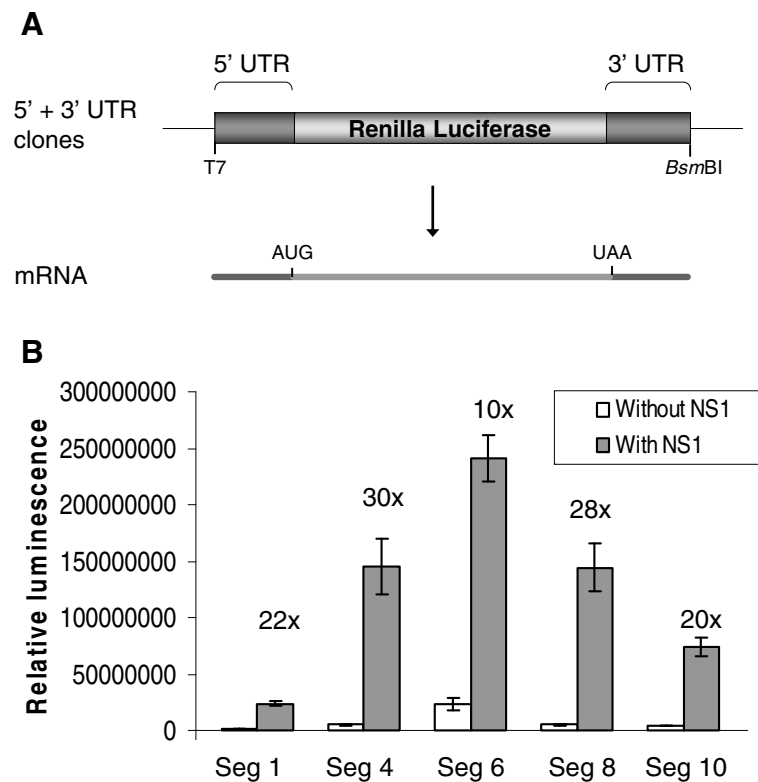 A
5’ UTR
3’ UTR
5’ + 3’ UTR
clones
Renilla Luciferase
T7
BsmBI
AUG
UAA
mRNA
B
Relative luminescence
300000000
250000000
200000000
150000000
100000000
50000000
0
22x
30x
10x
28x
20x
Without NS1
With NS1
Seg 1
Seg 4
Seg 6
Seg 8
Seg 10